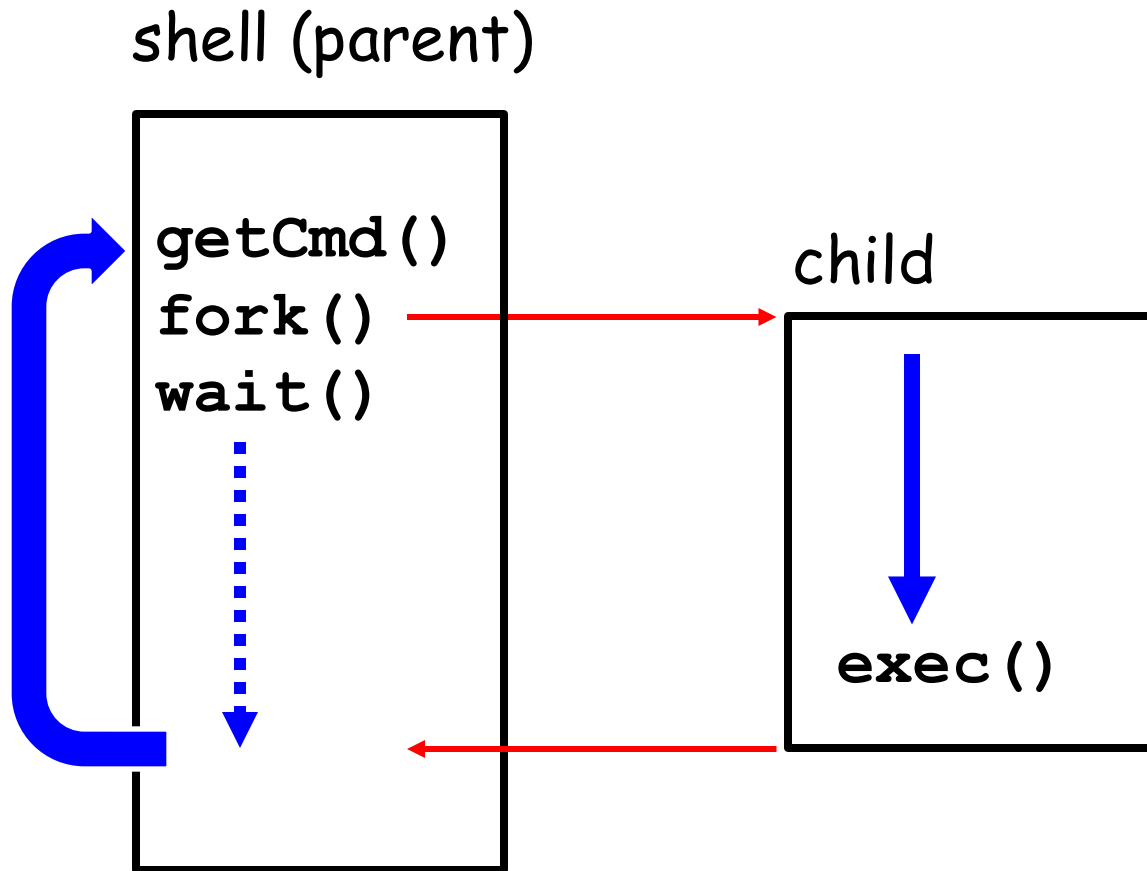 shell (parent)
getCmd()
fork()
wait()
child
exec()